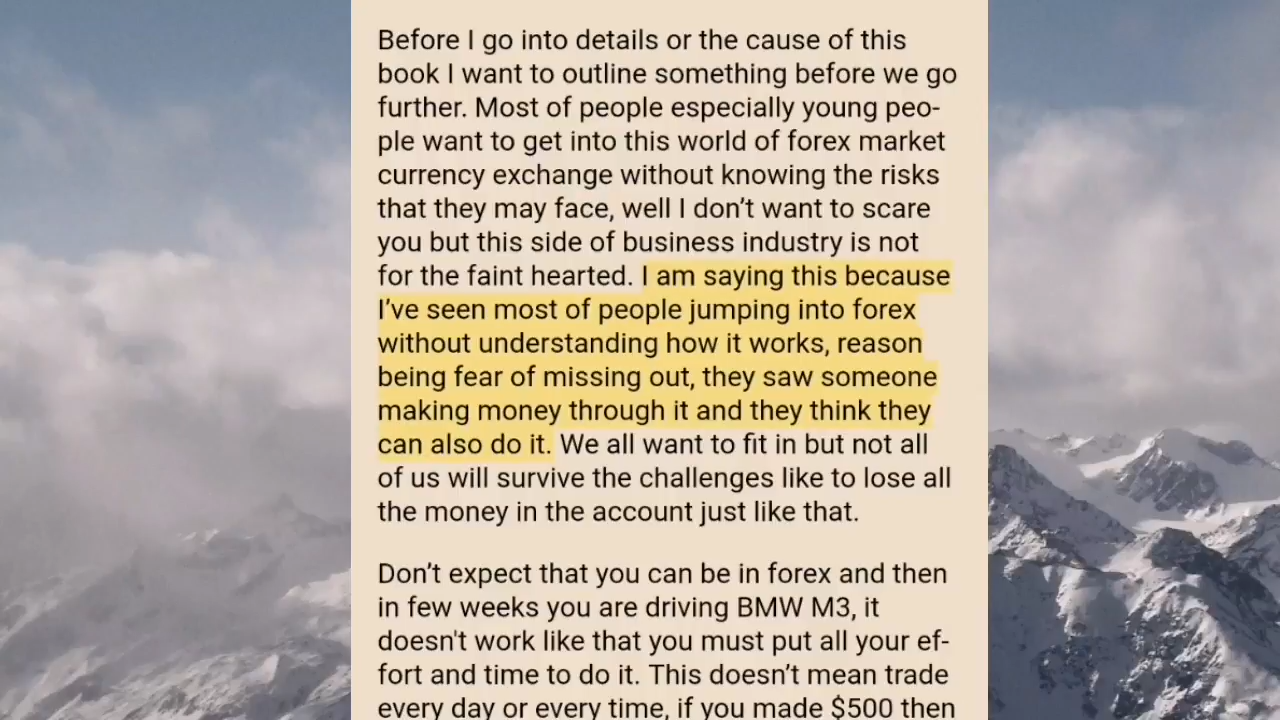 Before I go into details or the cause of this
book I want to outline something before we go
further. Most of people especially young peo-
ple want to get into this world of forex market
currency exchange without knowing the risks
that they may face, well I don’t want to scare
you but this side of business industry is not
for the faint hearted. I am saying this because
I’ve seen most of people jumping into forex
without understanding how it works, reason
being fear of missing out, they saw someone
making money through it and they think they
can also do it. We all want to fit in but not all
of us will survive the challenges like to lose all
the money in the account just like that.
Don’t expect that you can be in forex and then
in few weeks you are driving BMW M3, it
doesn't work like that you must put all your ef-
fort and time to do it. This doesn’t mean trade
every day or every time, if you made $500 then